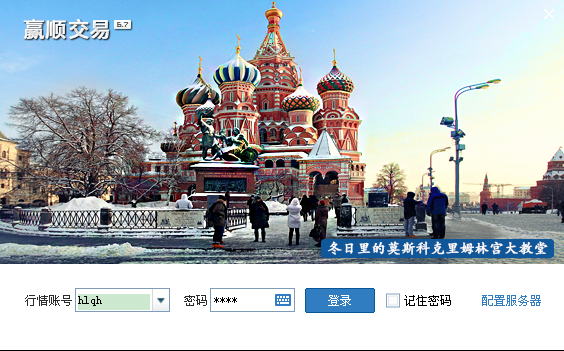 赢顺交易 6.7
冬日里的莫斯科克里姆林宫大教堂
行情账号 hlqh 密码 **** 登录 记住密码 配置服务器